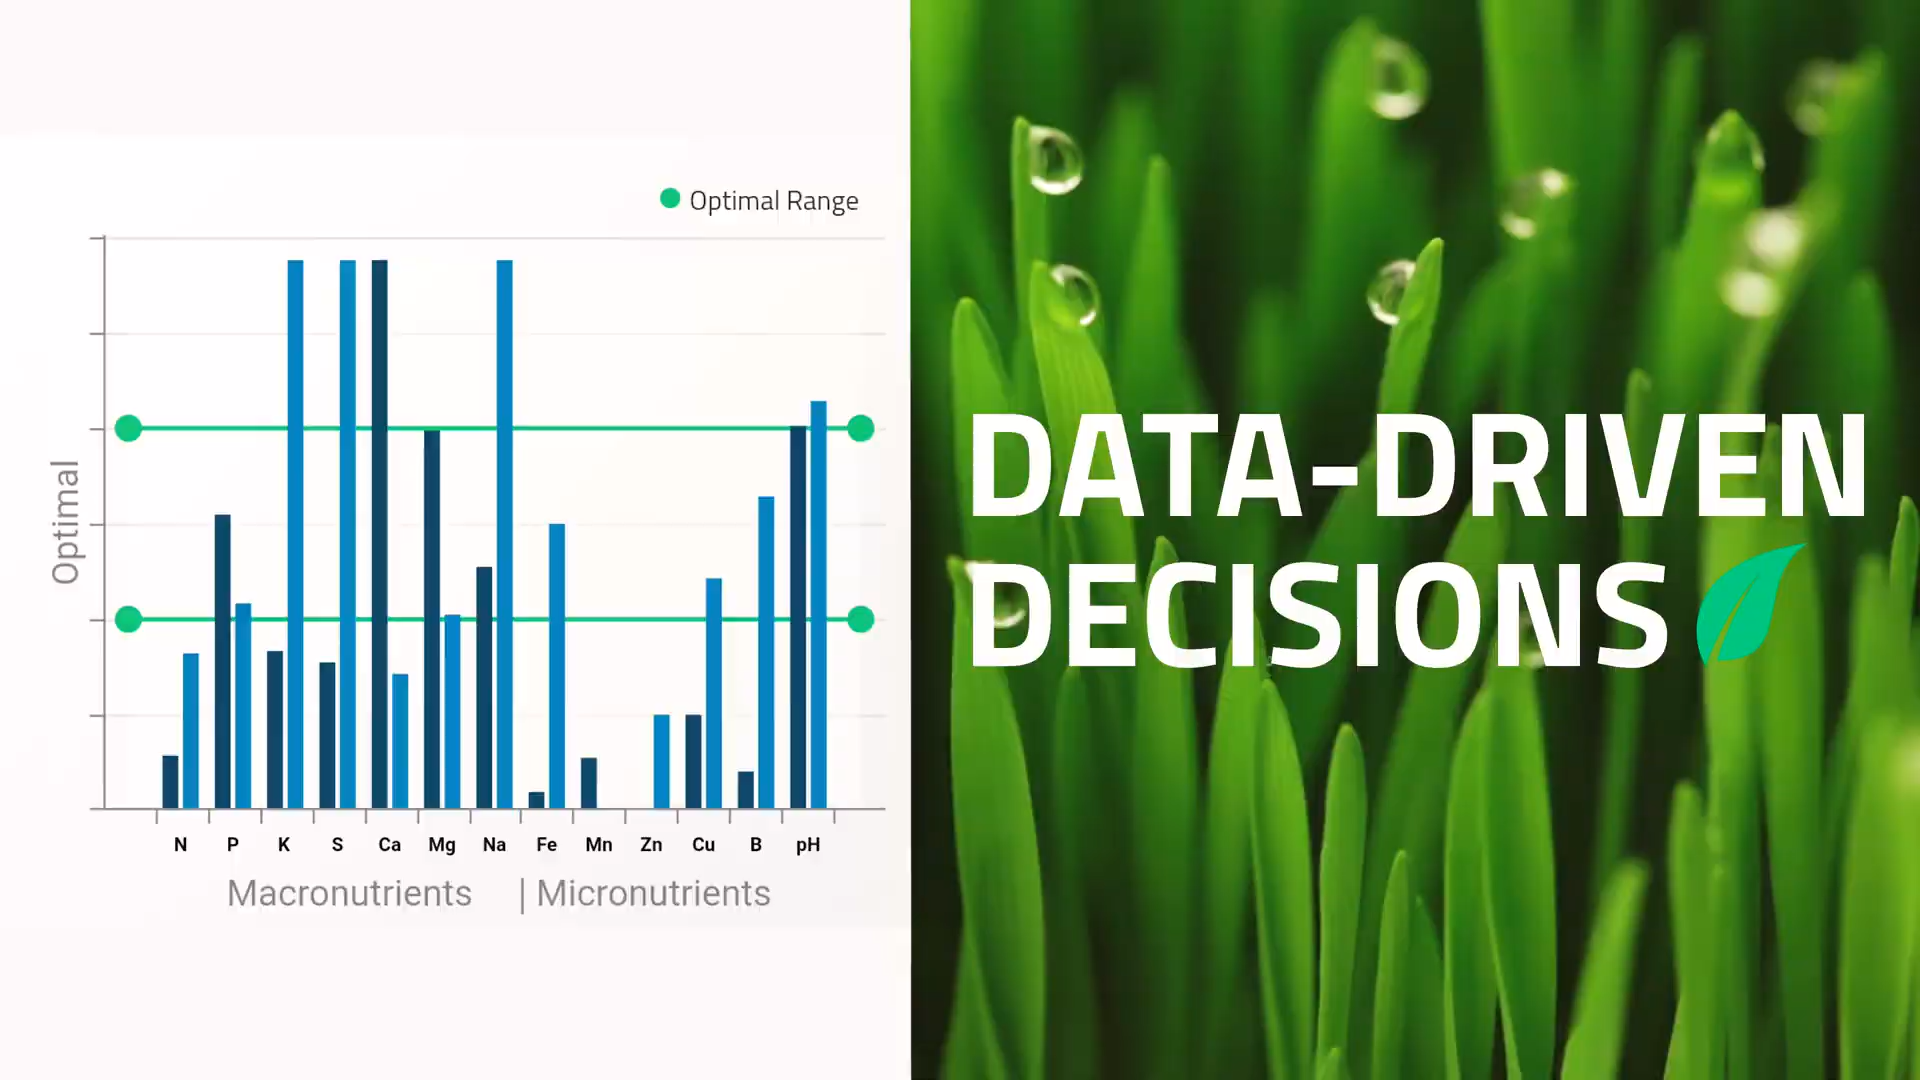 Optimal Range
Optimal
N P K S Ca Mg Na Fe Mn Zn Cu B pH
Macronutrients | Micronutrients
DATA-DRIVEN
DECISIONS